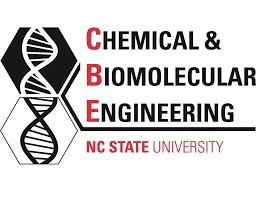 CHEMICAL &
BIOMOLECULAR
ENGINEERING
NC STATE UNIVERSITY